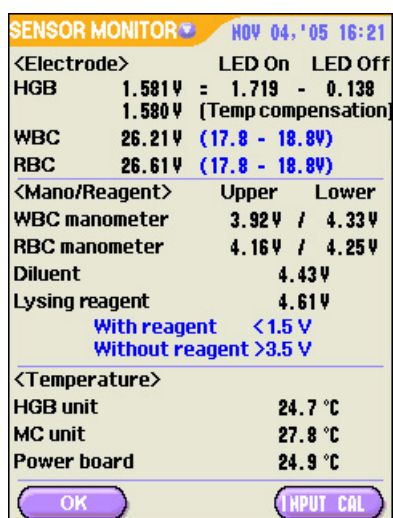 SENSOR MONITOR NOV 04,'05 16:21
<Electrode> LED On LED Off
HGB 1.581V = 1.719 - 0.138
1.580V (Temp compensation)
WBC 26.21V (17.8 - 18.8V)
RBC 26.61V (17.8 - 18.8V)
<Mano/Reagent> Upper Lower
WBC manometer 3.92V / 4.33V
RBC manometer 4.16V / 4.25V
Diluent 4.43V
Lysing reagent 4.61V
With reagent <1.5 V
Without reagent >3.5 V
<Temperature>
HGB unit 24.7 °C
MC unit 27.8 °C
Power board 24.9 °C
OK INPUT CAL